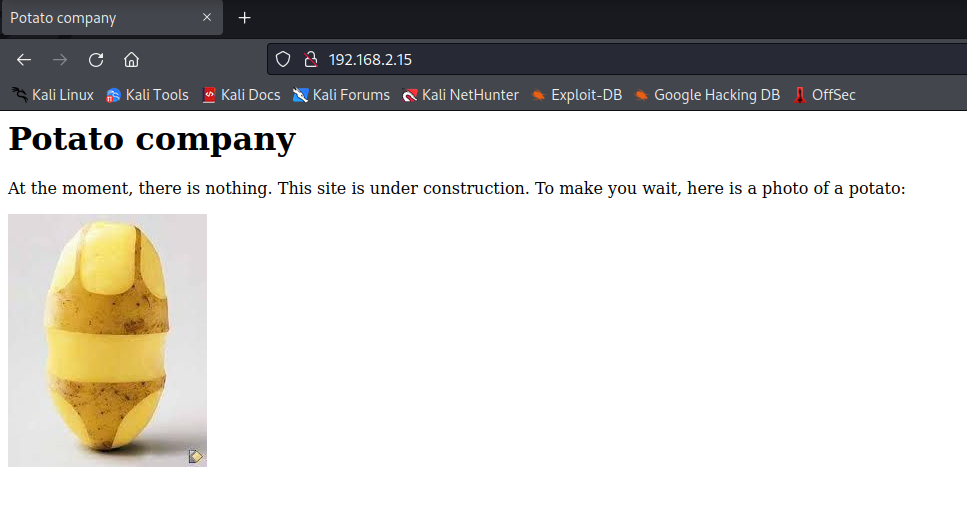 Potato company
192.168.2.15
Kali Linux Kali Tools Kali Docs Kali Forums Kali NetHunter Exploit-DB Google Hacking DB OffSec
Potato company
At the moment, there is nothing. This site is under construction. To make you wait, here is a photo of a potato: